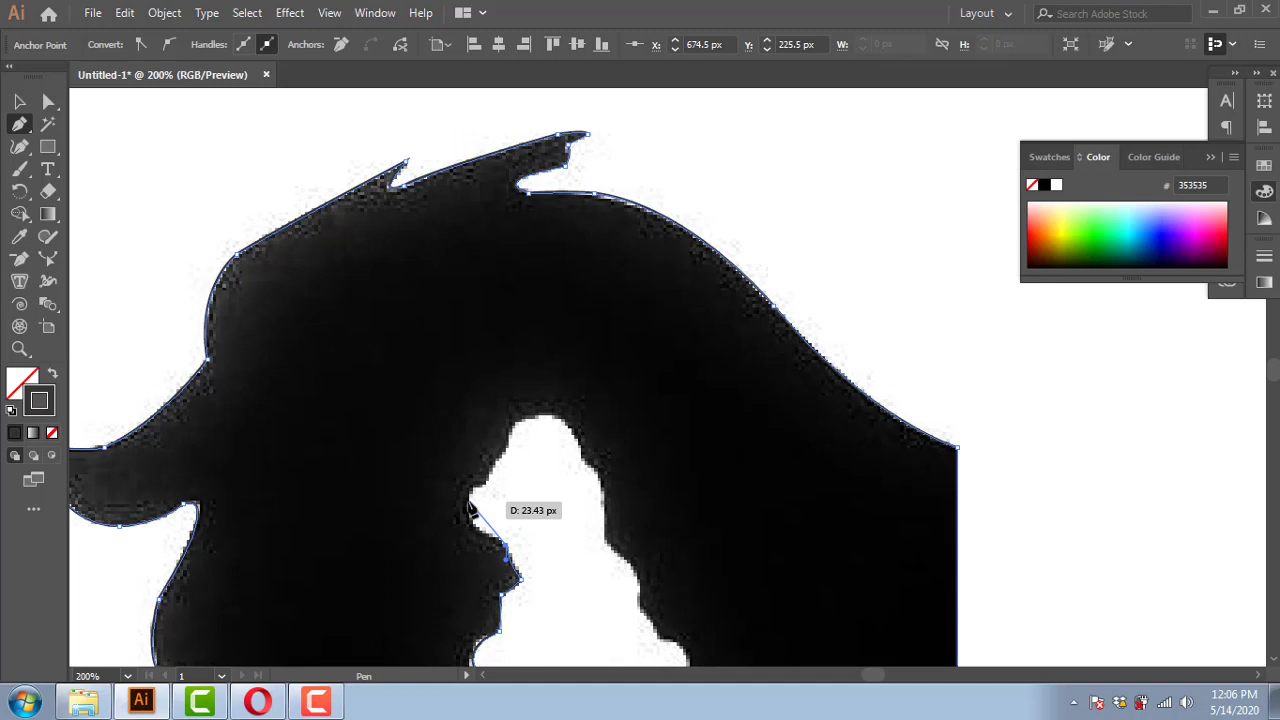 Ai File Edit Object Type Select Effect View Window Help Layout Search Adobe Stock
Anchor Point Convert: Handles: Anchors: X: 674.5 px Y: 225.5 px W: 0 px H: 0 px
Untitled-1* @ 200% (RGB/Preview) ×
Swatches Color Color Guide
# 353535
D: 23.43 px
200% 1 Pen
Ai
12:06 PM
5/14/2020